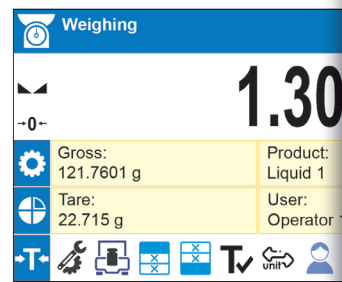 Weighing
1.30
→0←
Gross:
121.7601 g
Product:
Liquid 1
Tare:
22.715 g
User:
Operator
→T←
T
unit